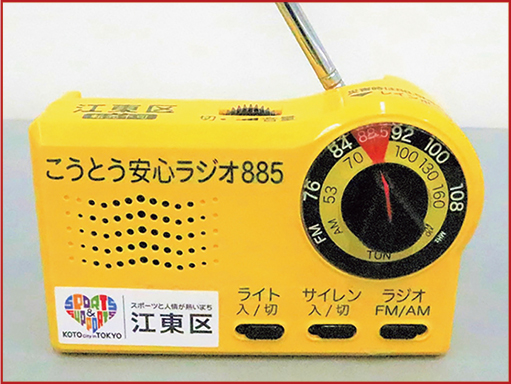 江東区
切
こうとう安心ラジオ885
84 88.5 92
76 70 100 100
53 130
160 108
FM AM
TUN
SPORTS
&
SUPPORTS
KOTO City in TOKYO
スポーツと人情が熱いまち
江東区
ライト
入/切
サイレン
入/切
ラジオ
FM/AM